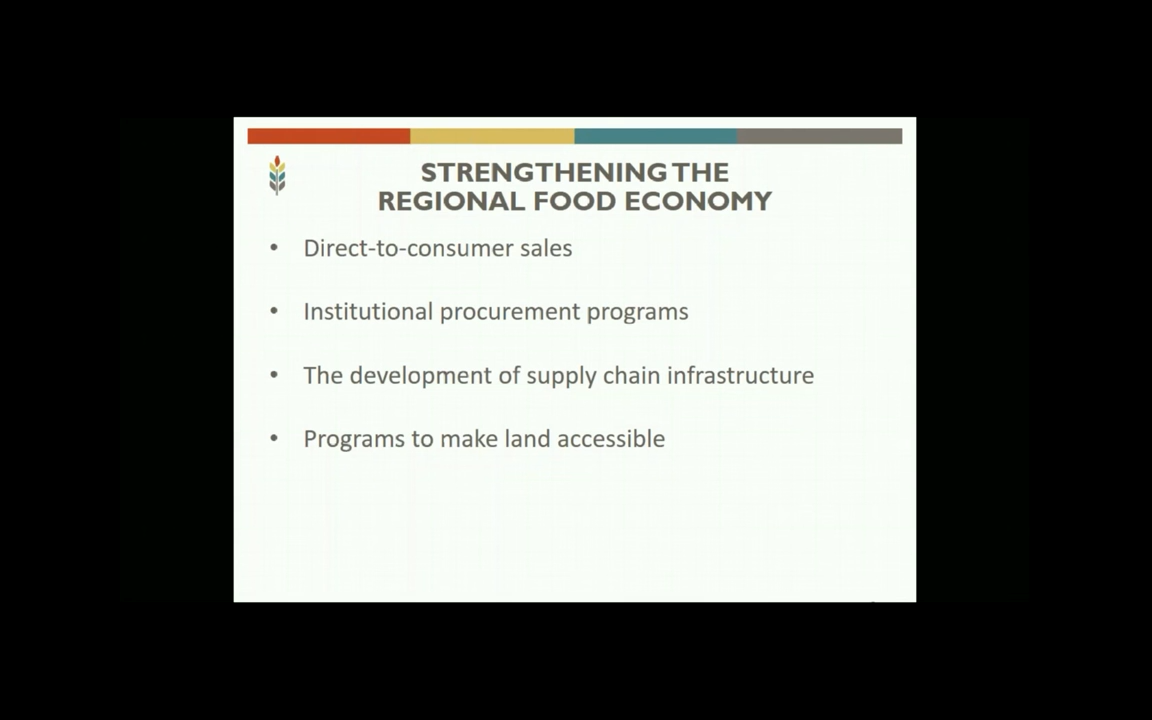 STRENGTHENING THE
REGIONAL FOOD ECONOMY
• Direct-to-consumer sales
• Institutional procurement programs
• The development of supply chain infrastructure
• Programs to make land accessible